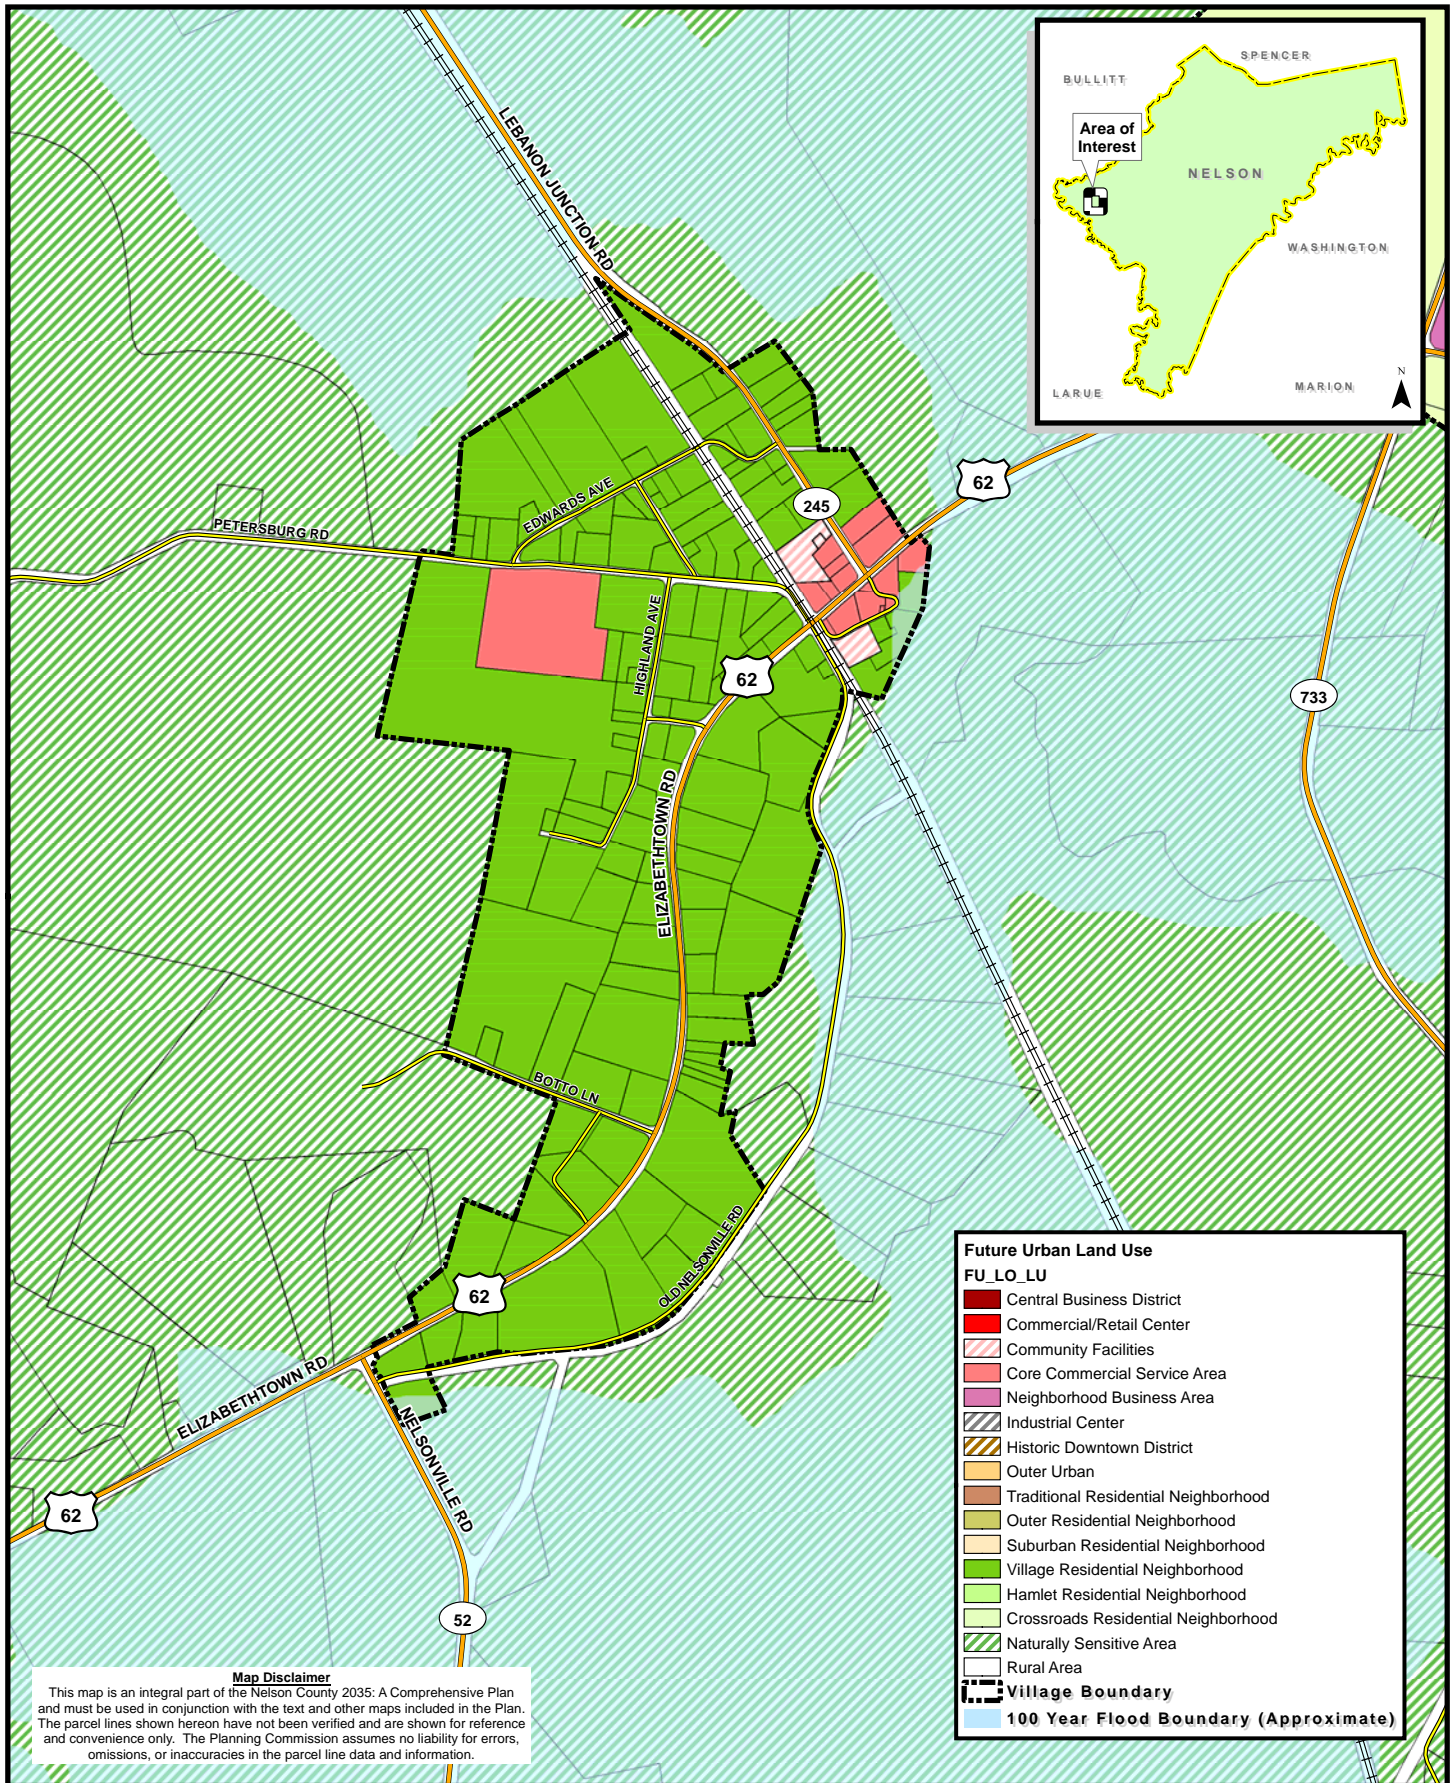 SPENCER
BULLITT
Area of
Interest
NELSON
WASHINGTON
LARUE
MARION
N
LEBANON JUNCTION RD
62
245
EDWARDS AVE
PETERSBURG RD
HIGHLAND AVE
62
733
ELIZABETHTOWN RD
BOTTO LN
OLD NELSONVILLE RD
62
ELIZABETHTOWN RD
NELSONVILLE RD
62
52
Future Urban Land Use
FU_LO_LU
Central Business District
Commercial/Retail Center
Community Facilities
Core Commercial Service Area
Neighborhood Business Area
Industrial Center
Historic Downtown District
Outer Urban
Traditional Residential Neighborhood
Outer Residential Neighborhood
Suburban Residential Neighborhood
Village Residential Neighborhood
Hamlet Residential Neighborhood
Crossroads Residential Neighborhood
Naturally Sensitive Area
Rural Area
Village Boundary
100 Year Flood Boundary (Approximate)
Map Disclaimer
This map is an integral part of the Nelson County 2035: A Comprehensive Plan
and must be used in conjunction with the text and other maps included in the Plan.
The parcel lines shown hereon have not been verified and are shown for reference
and convenience only. The Planning Commission assumes no liability for errors,
omissions, or inaccuracies in the parcel line data and information.